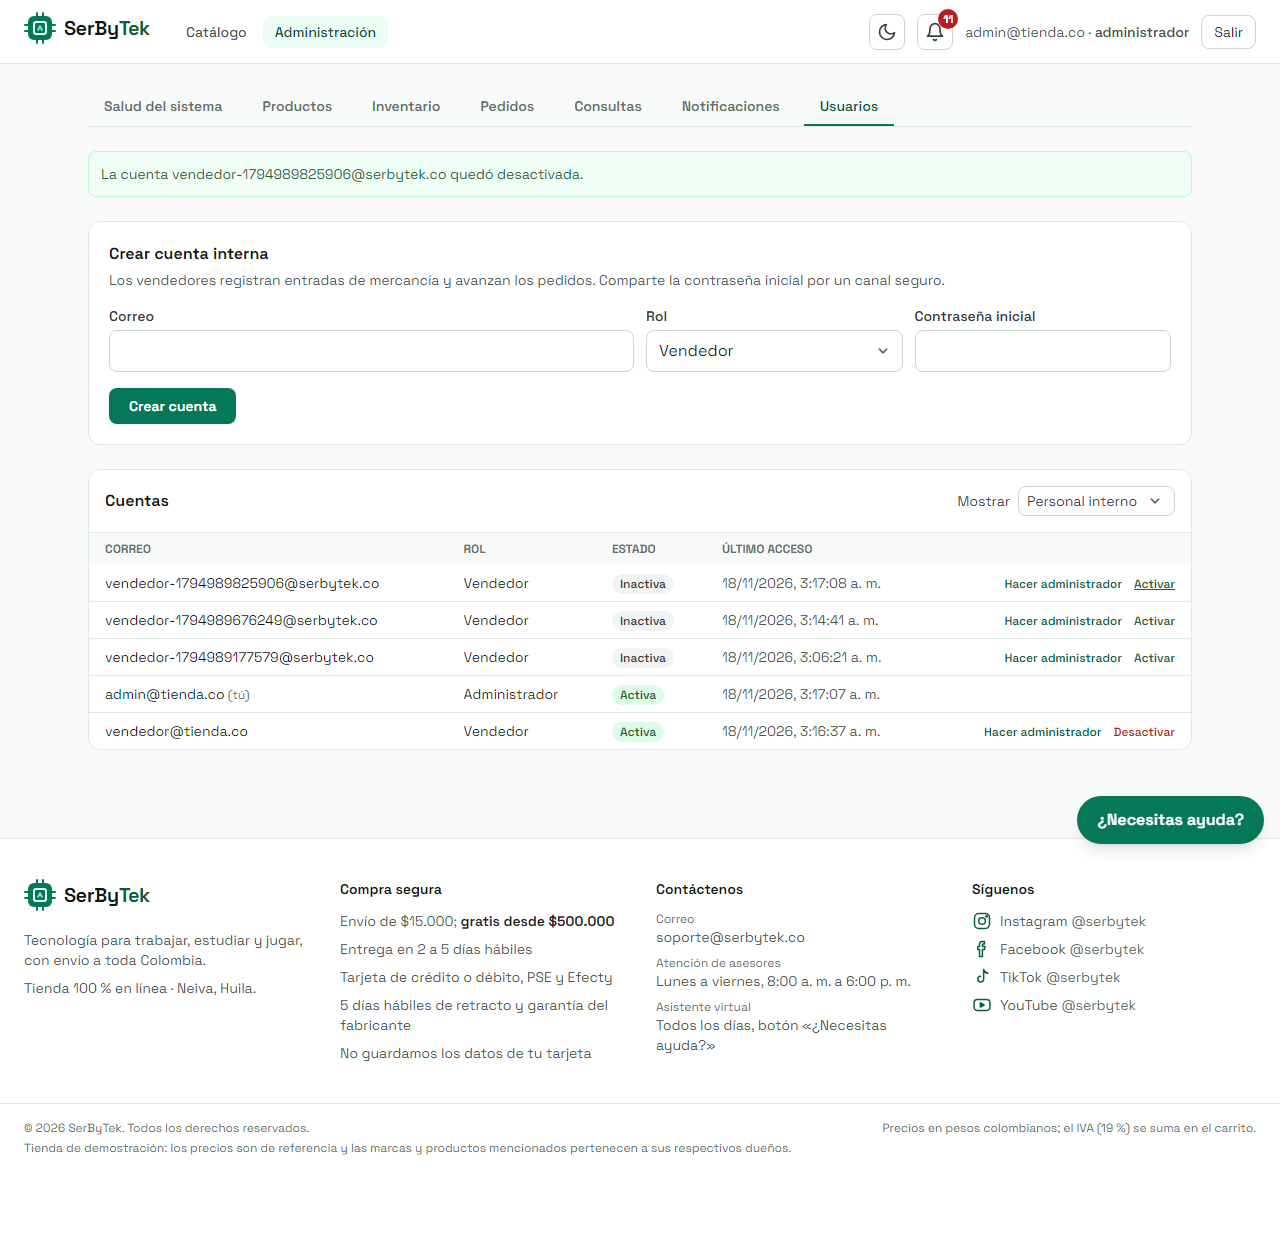 SerByTek
Catálogo
Administración
11
admin@tienda.co · administrador
Salir
Salud del sistema
Productos
Inventario
Pedidos
Consultas
Notificaciones
Usuarios
La cuenta vendedor-1794989825906@serbytek.co quedó desactivada.
Crear cuenta interna
Los vendedores registran entradas de mercancía y avanzan los pedidos. Comparte la contraseña inicial por un canal seguro.
Correo
Rol
Contraseña inicial
Vendedor
Crear cuenta
Cuentas
Mostrar
Personal interno
CORREO ROL ESTADO ÚLTIMO ACCESO
vendedor-1794989825906@serbytek.co Vendedor Inactiva 18/11/2026, 3:17:08 a. m. Hacer administrador Activar
vendedor-1794989676249@serbytek.co Vendedor Inactiva 18/11/2026, 3:14:41 a. m. Hacer administrador Activar
vendedor-1794989177579@serbytek.co Vendedor Inactiva 18/11/2026, 3:06:21 a. m. Hacer administrador Activar
admin@tienda.co (tú) Administrador Activa 18/11/2026, 3:17:07 a. m.
vendedor@tienda.co Vendedor Activa 18/11/2026, 3:16:37 a. m. Hacer administrador Desactivar
¿Necesitas ayuda?
SerByTek
Tecnología para trabajar, estudiar y jugar,
con envío a toda Colombia.
Tienda 100 % en línea · Neiva, Huila.
Compra segura
Envío de $15.000; gratis desde $500.000
Entrega en 2 a 5 días hábiles
Tarjeta de crédito o débito, PSE y Efecty
5 días hábiles de retracto y garantía del
fabricante
No guardamos los datos de tu tarjeta
Contáctenos
Correo
soporte@serbytek.co
Atención de asesores
Lunes a viernes, 8:00 a. m. a 6:00 p. m.
Asistente virtual
Todos los días, botón «¿Necesitas
ayuda?»
Síguenos
Instagram @serbytek
Facebook @serbytek
TikTok @serbytek
YouTube @serbytek
© 2026 SerByTek. Todos los derechos reservados.
Precios en pesos colombianos; el IVA (19 %) se suma en el carrito.
Tienda de demostración: los precios son de referencia y las marcas y productos mencionados pertenecen a sus respectivos dueños.